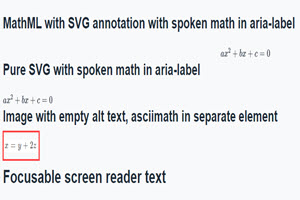 MathML with SVG annotation with spoken math in aria-label
ax² + bx + c = 0
Pure SVG with spoken math in aria-label
ax² + bx + c = 0
Image with empty alt text, asciimath in separate element
x = y + 2z
Focusable screen reader text